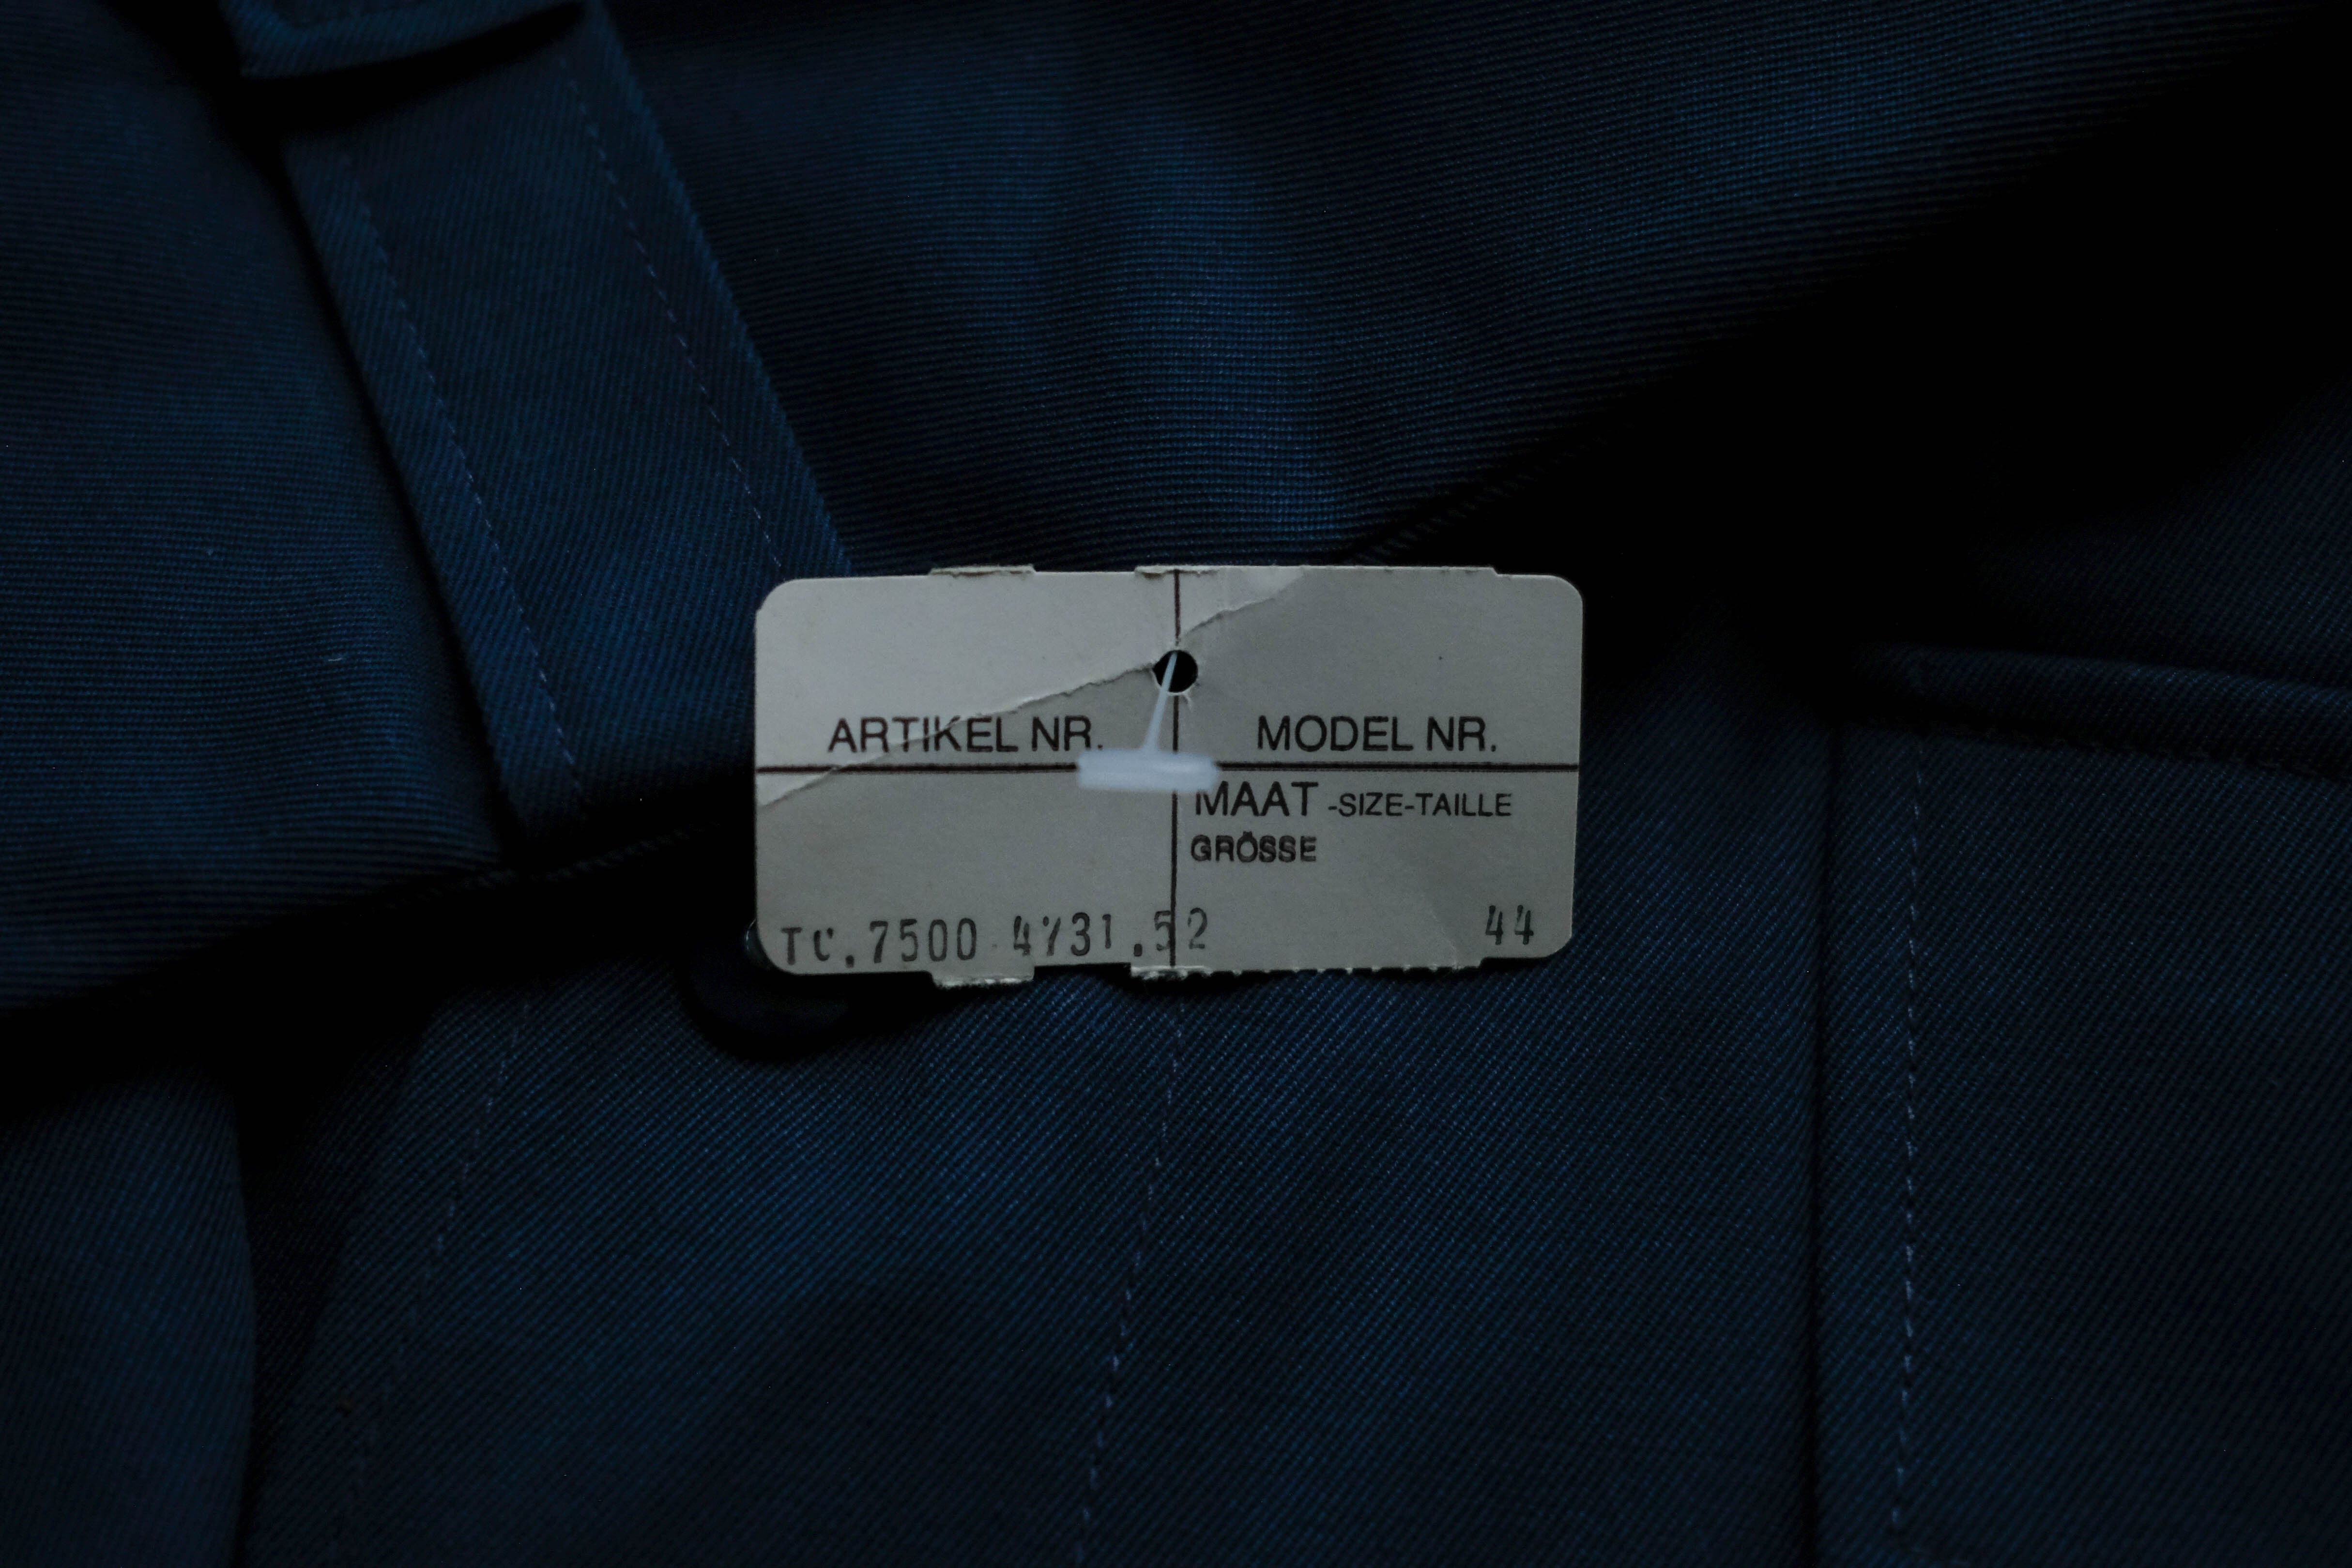 ARTIKEL NR.
MODEL NR.
MAAT -SIZE-TAILLE
GRÖSSE
TC.7500 4731.52
44